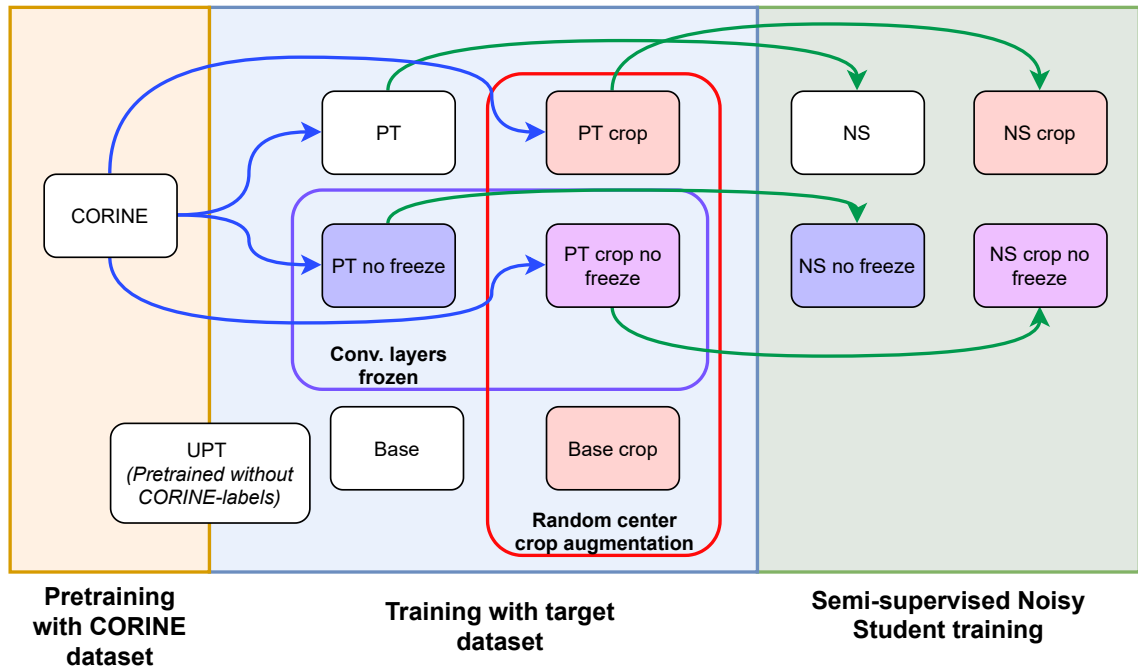 PT
PT crop
NS
NS crop
CORINE
PT no freeze
PT crop no
freeze
NS no freeze
NS crop no
freeze
Conv. layers
frozen
UPT
(Pretrained without
CORINE-labels)
Base
Base crop
Random center
crop augmentation
Pretraining
with CORINE
dataset
Training with target
dataset
Semi-supervised Noisy
Student training